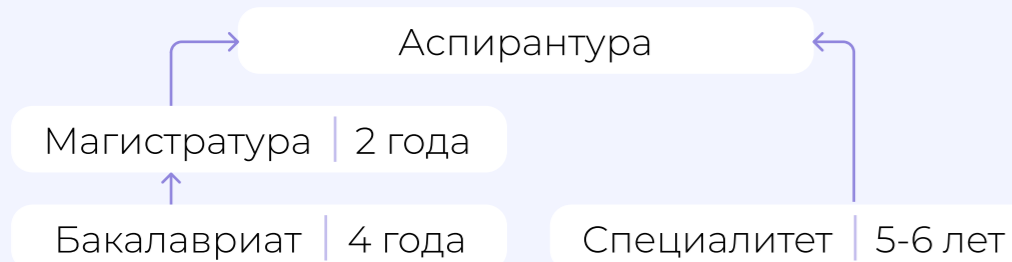 Аспирантура
Магистратура | 2 года
Бакалавриат | 4 года
Специалитет | 5-6 лет